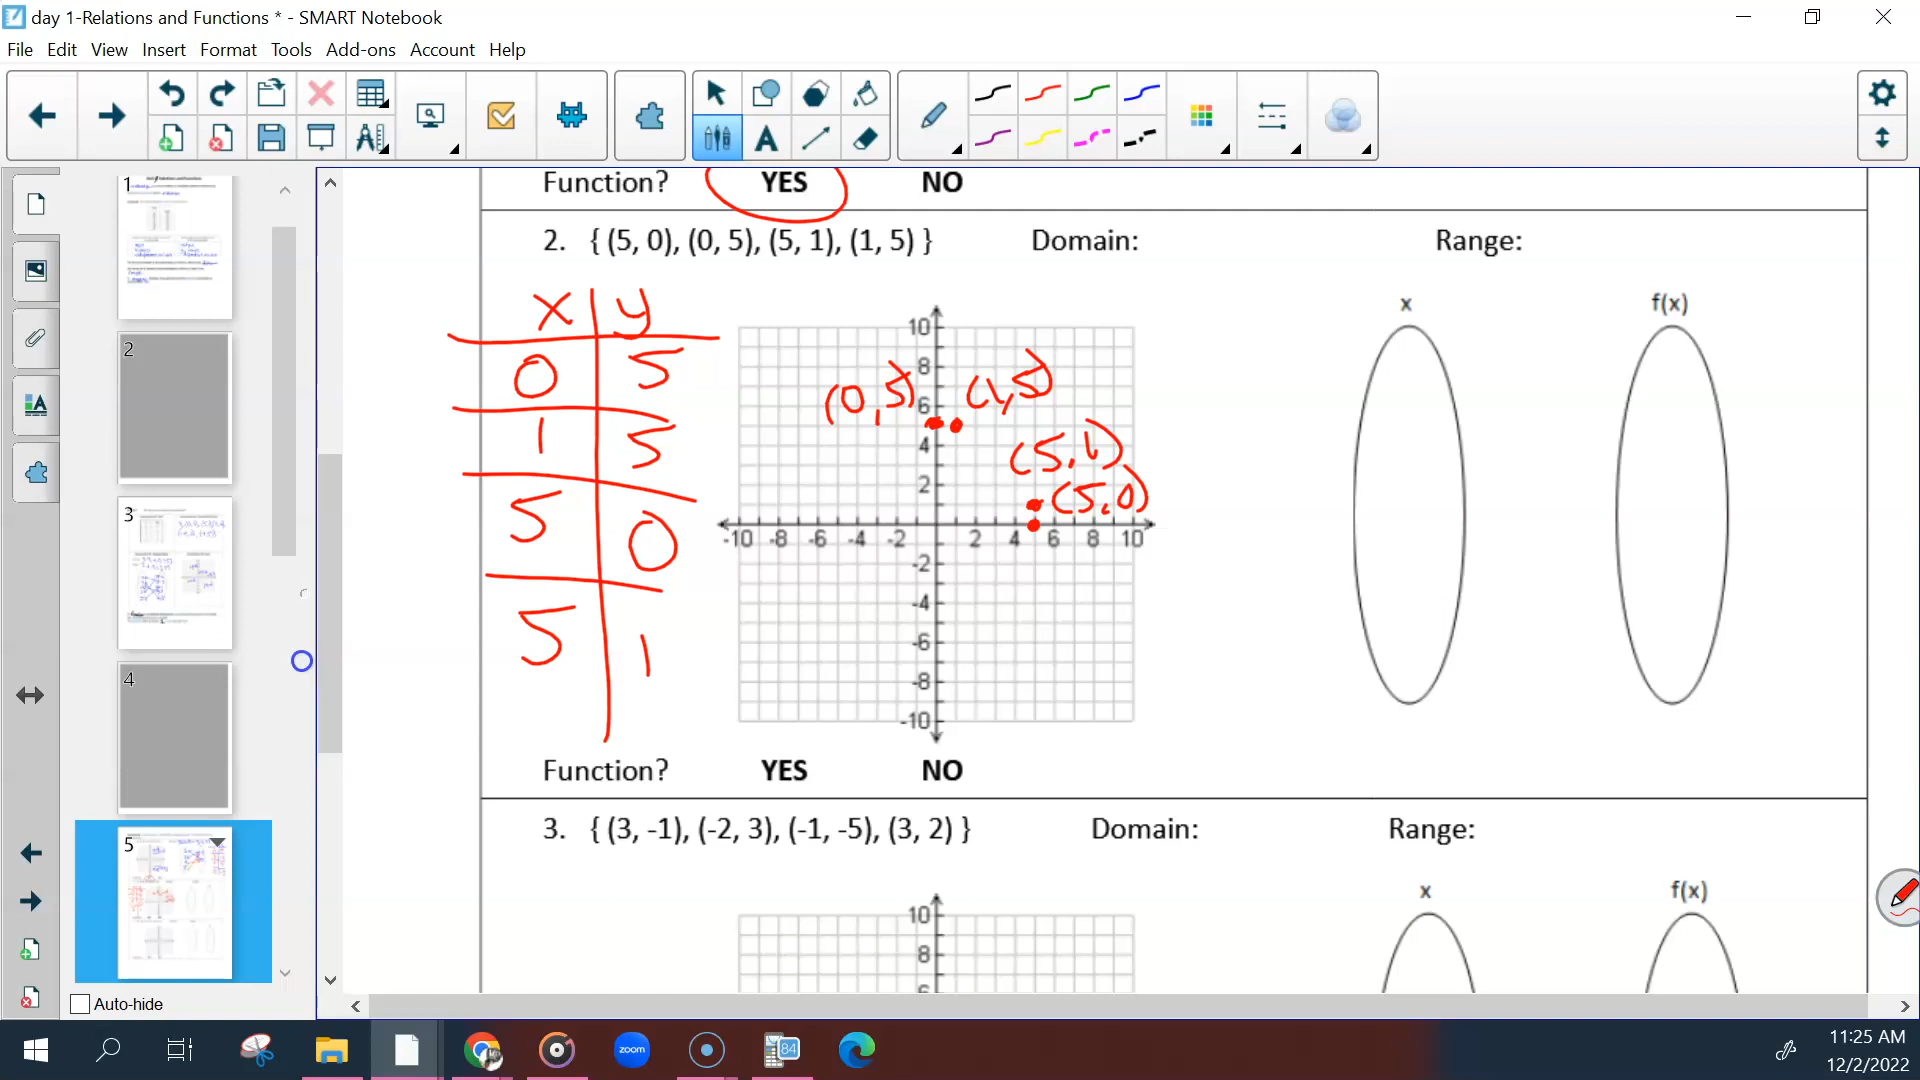 day 1-Relations and Functions * - SMART Notebook
File Edit View Insert Format Tools Add-ons Account Help
1
2
3
4
5
Auto-hide
Function? YES NO
2. { (5, 0), (0, 5), (5, 1), (1, 5) } Domain: Range:
x y
0 5
1 5
5 0
5 1
10
8
6
4
2
-10 -8 -6 -4 -2 2 4 6 8 10
-2
-4
-6
-8
-10
(0,5) (1,5)
(5,1)
(5,0)
x f(x)
Function? YES NO
3. { (3, -1), (-2, 3), (-1, -5), (3, 2) } Domain: Range:
x f(x)
10
8
zoom
84
11:25 AM
12/2/2022